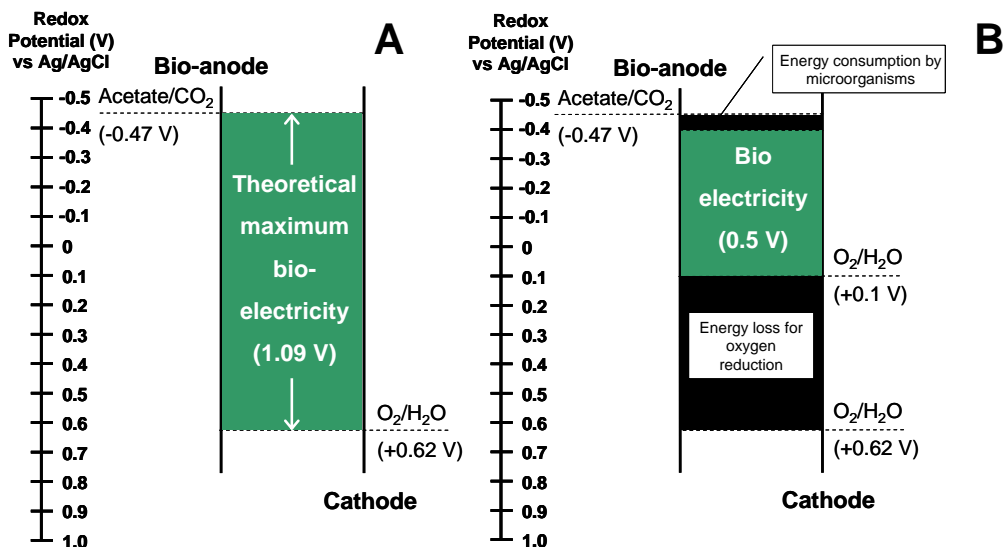 Redox
Potential (V)
vs Ag/AgCl
A
Bio-anode
-0.5
-0.4
-0.3
-0.2
-0.1
0
0.1
0.2
0.3
0.4
0.5
0.6
0.7
0.8
0.9
1.0
Acetate/CO₂
(-0.47 V)
Theoretical
maximum
bio-
electricity
(1.09 V)
O₂/H₂O
(+0.62 V)
Cathode
Redox
Potential (V)
vs Ag/AgCl
B
Bio-anode
Energy consumption by
microorganisms
-0.5
-0.4
-0.3
-0.2
-0.1
0
0.1
0.2
0.3
0.4
0.5
0.6
0.7
0.8
0.9
1.0
Acetate/CO₂
(-0.47 V)
Bio
electricity
(0.5 V)
O₂/H₂O
(+0.1 V)
Energy loss for
oxygen
reduction
O₂/H₂O
(+0.62 V)
Cathode